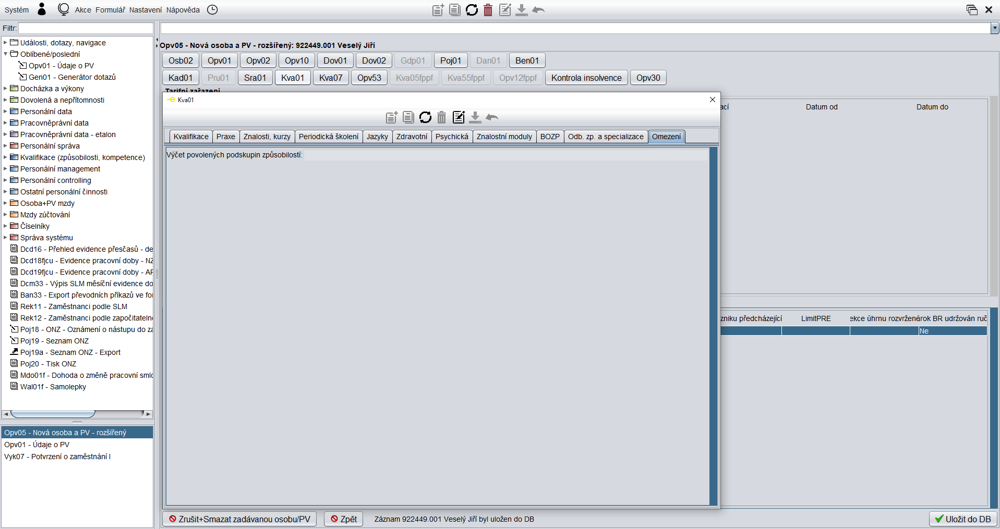 Systém Akce Formulář Nastavení Nápověda
Filtr:
Události, dotazy, navigace
Oblíbené/poslední
Opv01 - Údaje o PV
Gen01 - Generátor dotazů
Docházka a výkony
Dovolená a nepřítomnosti
Personální data
Pracovněprávní data
Pracovněprávní data - etalon
Personální správa
Kvalifikace (způsobilosti, kompetence)
Personální management
Personální controlling
Ostatní personální činnosti
Osoba+PV mzdy
Mzdy zúčtování
Číselníky
Správa systému
Dcd16 - Přehled evidence přesčasů - de
Dcd18fjcu - Evidence pracovní doby - NZ
Dcd19fjcu - Evidence pracovní doby - AF
Dcm33 - Výpis SLM měsíční evidence do
Ban33 - Export převodních příkazů ve for
Rek11 - Zaměstnanci podle SLM
Rek12 - Zaměstnanci podle započitatelné
Poj18 - ONZ - Oznámení o nástupu do za
Poj19 - Seznam ONZ
Poj19a - Seznam ONZ - Export
Poj20 - Tisk ONZ
Mdo01f - Dohoda o změně pracovní smlo
Wal01f - Samolepky
Opv05 - Nová osoba a PV - rozšířený
Opv01 - Údaje o PV
Vyk07 - Potvrzení o zaměstnání I
Opv05 - Nová osoba a PV - rozšířený: 922449.001 Veselý Jiří
Osb02 Opv01 Opv02 Opv10 Dov01 Dov02 Gdp01 Poj01 Dan01 Ben01
Kad01 Pru01 Sra01 Kva01 Kva07 Opv53 Kva05fppf Kva55fppf Opv12fppf Kontrola insolvence Opv30
Tarifní zařazení
ací Datum od Datum do
Kva01
Kvalifikace Praxe Znalosti, kurzy Periodická školení Jazyky Zdravotní Psychická Znalostní moduly BOZP Odb. zp. a specializace Omezení
Výčet povolených podskupin způsobilostí:
zniku předcházející LimitPRE ekce úhrnu rozvržené árok BR udržován ruč
Ne
Zrušit+Smazat zadávanou osobu/PV Zpět Záznam 922449.001 Veselý Jiří byl uložen do DB Uložit do DB